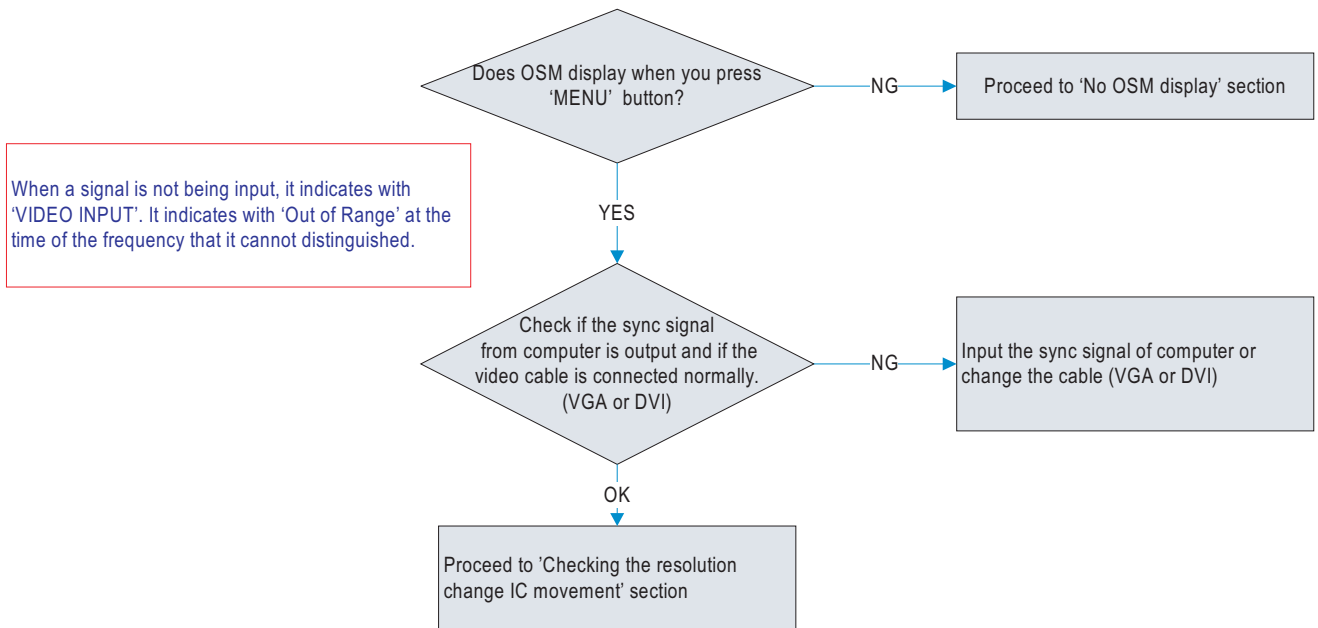 Does OSM display when you press
‘MENU’ button?
NG
Proceed to ‘No OSM display’ section
When a signal is not being input, it indicates with
‘VIDEO INPUT’. It indicates with ‘Out of Range’ at the
time of the frequency that it cannot distinguished.
YES
Check if the sync signal
from computer is output and if the
video cable is connected normally.
(VGA or DVI)
NG
Input the sync signal of computer or
change the cable (VGA or DVI)
OK
Proceed to ’Checking the resolution
change IC movement’ section